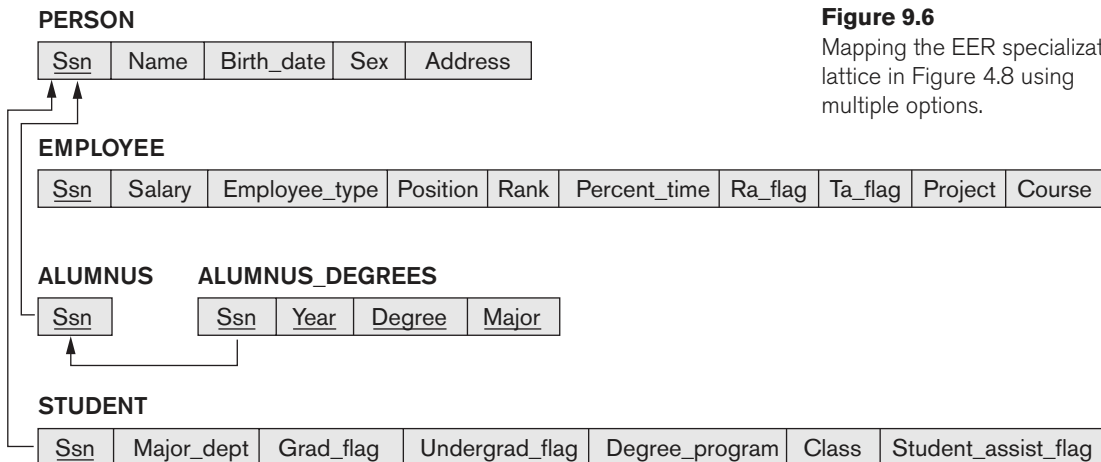 PERSON
Ssn Name Birth_date Sex Address
Figure 9.6
Mapping the EER
lattice in Figure 4.8 using
multiple options.
EMPLOYEE
Ssn Salary Employee_type Position Rank Percent_time Ra_flag Ta_flag Project Course
ALUMNUS ALUMNUS_DEGREES
Ssn Ssn Year Degree Major
STUDENT
Ssn Major_dept Grad_flag Undergrad_flag Degree_program Class Student_assist_flag